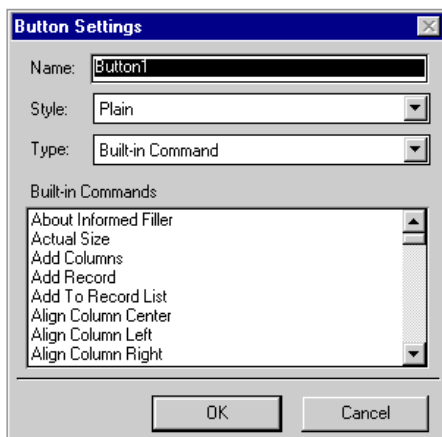 Button Settings
Name: Button1
Style: Plain
Type: Built-in Command
Built-in Commands
About Informed Filler
Actual Size
Add Columns
Add Record
Add To Record List
Align Column Center
Align Column Left
Align Column Right
OK Cancel